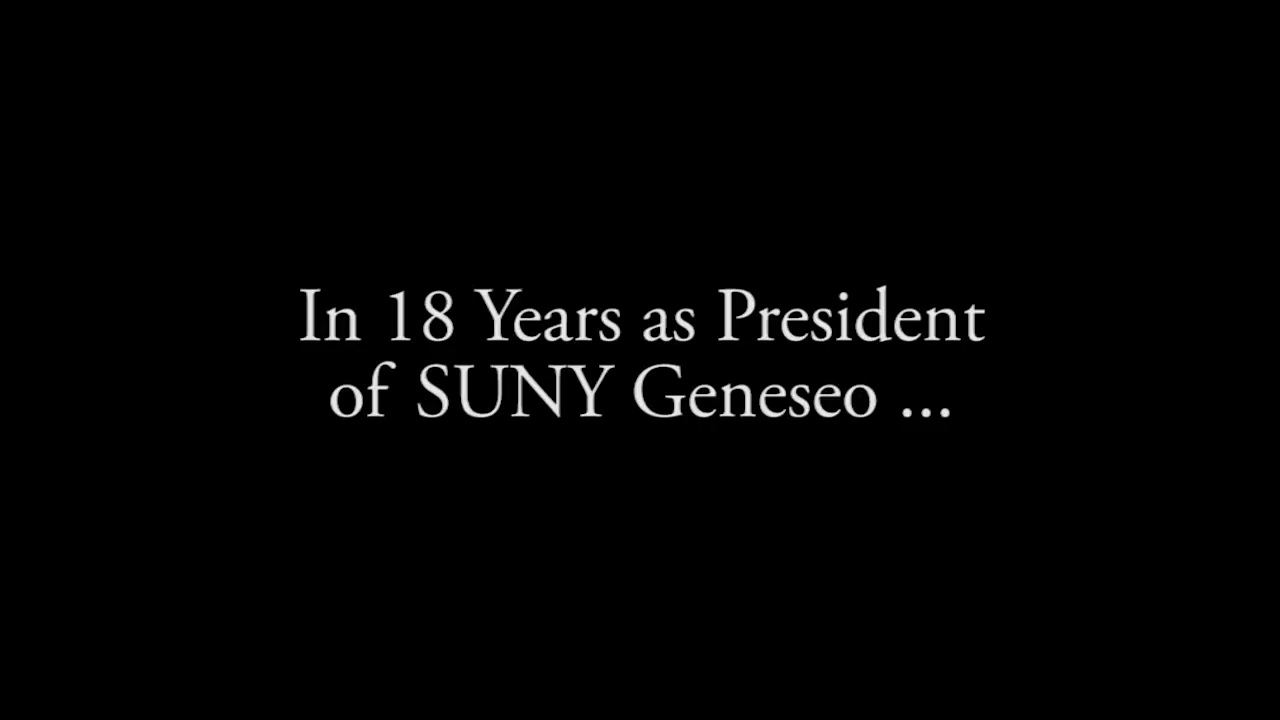 In 18 Years as President
of SUNY Geneseo ...